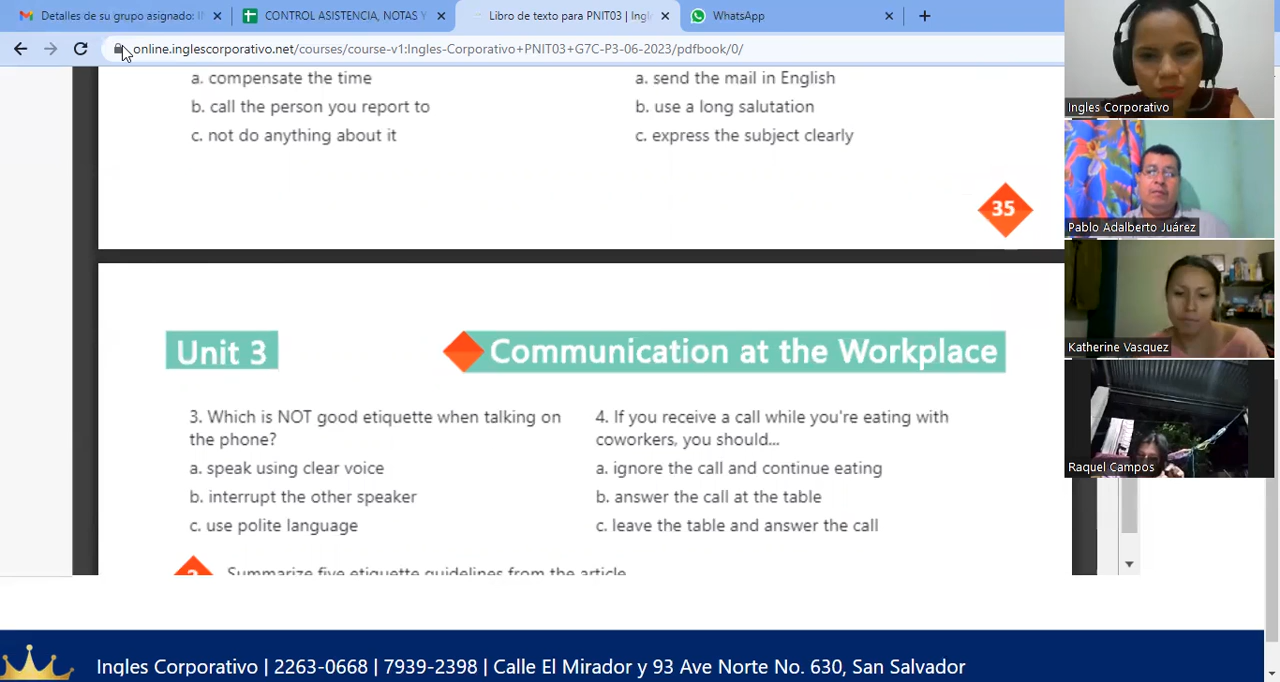 Detalles de su grupo asignado: I
CONTROL ASISTENCIA, NOTAS Y
Libro de texto para PNIT03 | Ingl
WhatsApp
online.inglescorporativo.net/courses/course-v1:Ingles-Corporativo+PNIT03+G7C-P3-06-2023/pdfbook/0/
a. compensate the time
b. call the person you report to
c. not do anything about it
a. send the mail in English
b. use a long salutation
c. express the subject clearly
35
Unit 3
Communication at the Workplace
3. Which is NOT good etiquette when talking on
the phone?
a. speak using clear voice
b. interrupt the other speaker
c. use polite language
4. If you receive a call while you're eating with
coworkers, you should...
a. ignore the call and continue eating
b. answer the call at the table
c. leave the table and answer the call
Summarize five etiquette guidelines from the article
Ingles Corporativo
Pablo Adalberto Juárez
Katherine Vasquez
Raquel Campos
Ingles Corporativo | 2263-0668 | 7939-2398 | Calle El Mirador y 93 Ave Norte No. 630, San Salvador